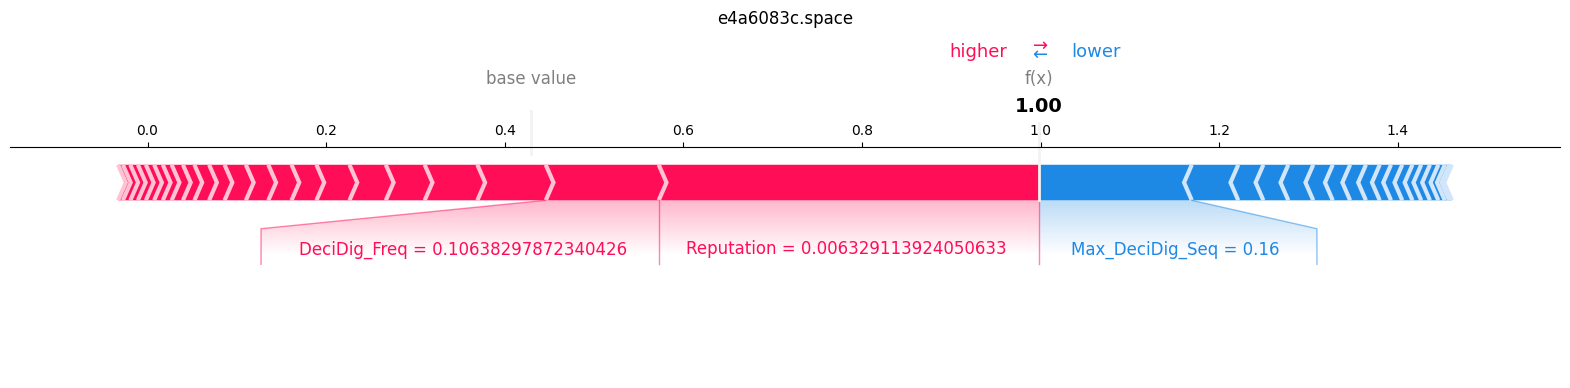 e4a6083c.space
higher ⇄ lower
base value f(x)
1.00
0.0 0.2 0.4 0.6 0.8 1.0 1.2 1.4
DeciDig_Freq = 0.10638297872340426 Reputation = 0.006329113924050633 Max_DeciDig_Seq = 0.16